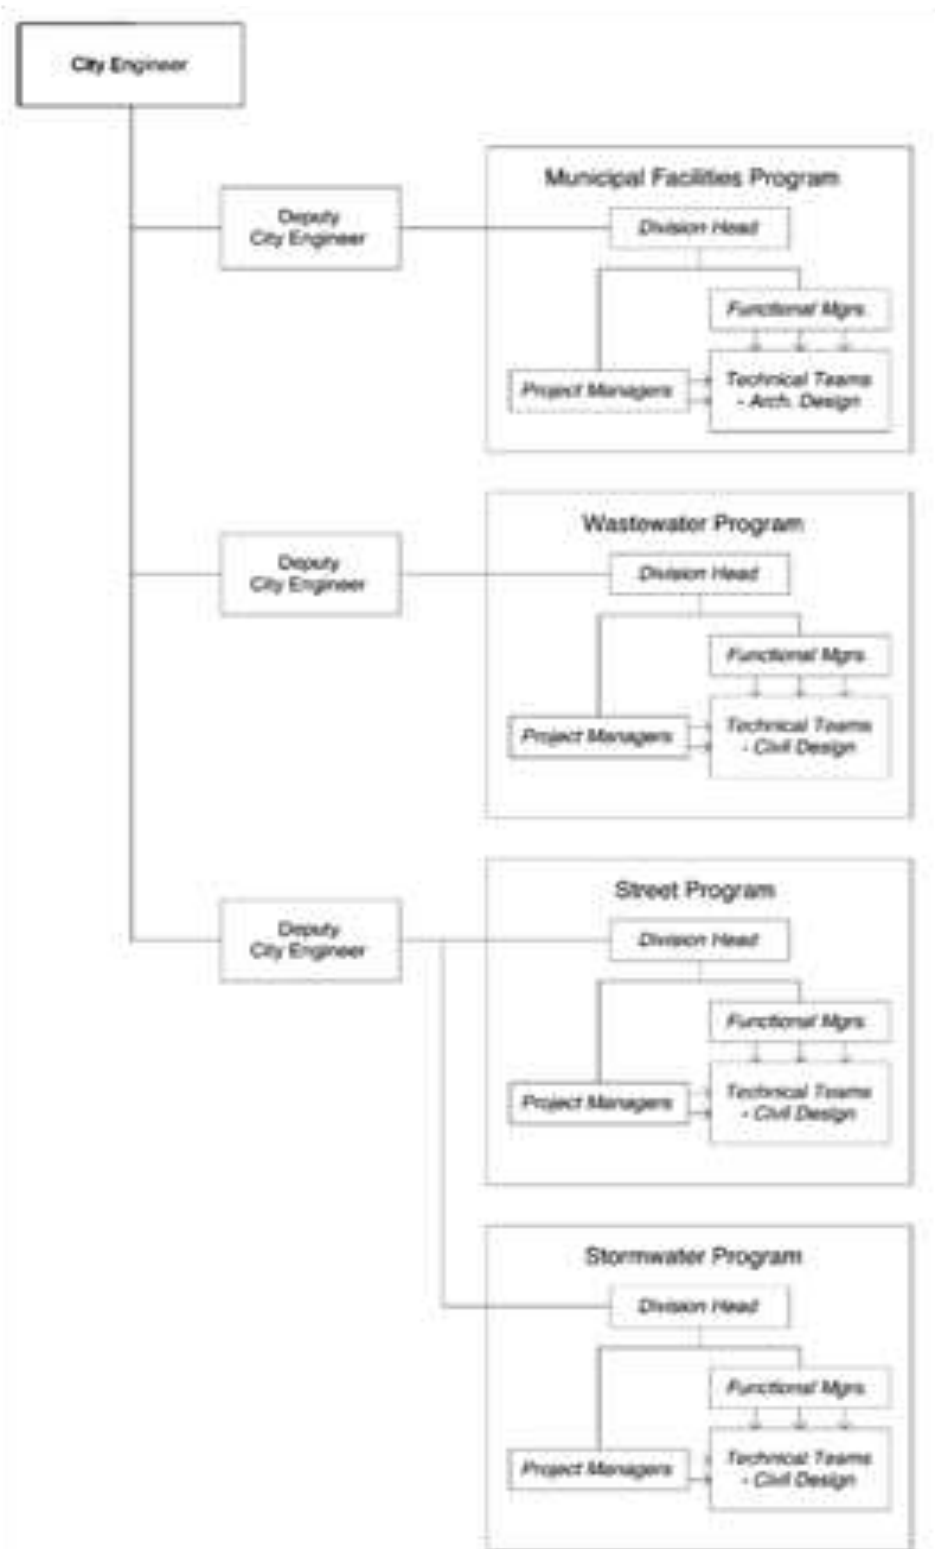 City Engineer
Municipal Facilities Program
Deputy
City Engineer
Division Head
Functional Mgrs.
Project Managers
Technical Teams
- Arch. Design
Wastewater Program
Deputy
City Engineer
Division Head
Functional Mgrs.
Project Managers
Technical Teams
- Civil Design
Street Program
Deputy
City Engineer
Division Head
Functional Mgrs.
Project Managers
Technical Teams
- Civil Design
Stormwater Program
Division Head
Functional Mgrs.
Project Managers
Technical Teams
- Civil Design